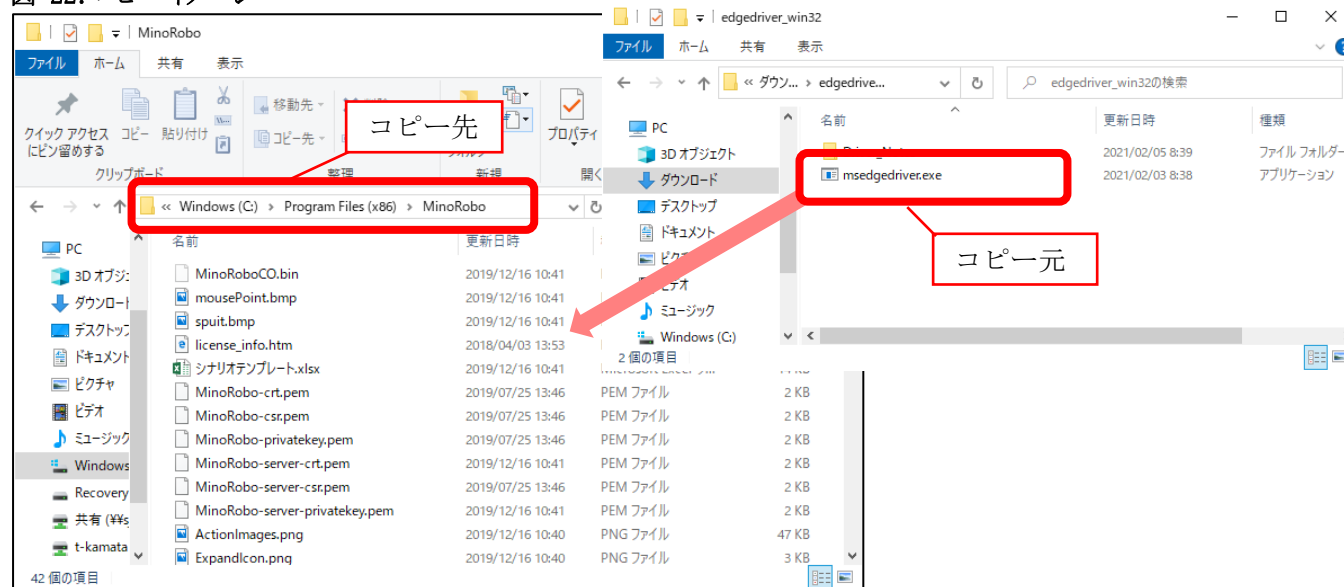 MinoRobo
ファイル ホーム 共有 表示
クイック アクセス
にピン留めする
コピー
貼り付け
移動先
コピー先
プロパティ
クリップボード
整理
新規
コピー先
« Windows (C:) › Program Files (x86) › MinoRobo
PC
3D オブジェ
ダウンロード
デスクトップ
ドキュメント
ピクチャ
ビデオ
ミュージック
Windows
Recovery
共有 (¥¥s
t-kamata
名前 更新日時
MinoRoboCO.bin 2019/12/16 10:41
mousePoint.bmp 2019/12/16 10:41
spuit.bmp 2019/12/16 10:41
license_info.htm 2018/04/03 13:53
シナリオテンプレート.xlsx 2019/12/16 10:41
MinoRobo-crt.pem 2019/07/25 13:46 PEM ファイル 2 KB
MinoRobo-csr.pem 2019/07/25 13:46 PEM ファイル 2 KB
MinoRobo-privatekey.pem 2019/07/25 13:46 PEM ファイル 2 KB
MinoRobo-server-crt.pem 2019/12/16 10:41 PEM ファイル 2 KB
MinoRobo-server-csr.pem 2019/07/25 13:46 PEM ファイル 2 KB
MinoRobo-server-privatekey.pem 2019/12/16 10:41 PEM ファイル 2 KB
ActionImages.png 2019/12/16 10:40 PNG ファイル 47 KB
ExpandIcon.png 2019/12/16 10:40 PNG ファイル 3 KB
42 個の項目
edgedriver_win32
ファイル ホーム 共有 表示
« ダウン... › edgedrive...
edgedriver_win32の検索
PC
3D オブジェクト
ダウンロード
デスクトップ
ドキュメント
ミュージック
Windows (C:)
名前 更新日時 種類
2021/02/05 8:39 ファイル フォルダー
msedgedriver.exe 2021/02/03 8:38 アプリケーション
コピー元
2 個の項目